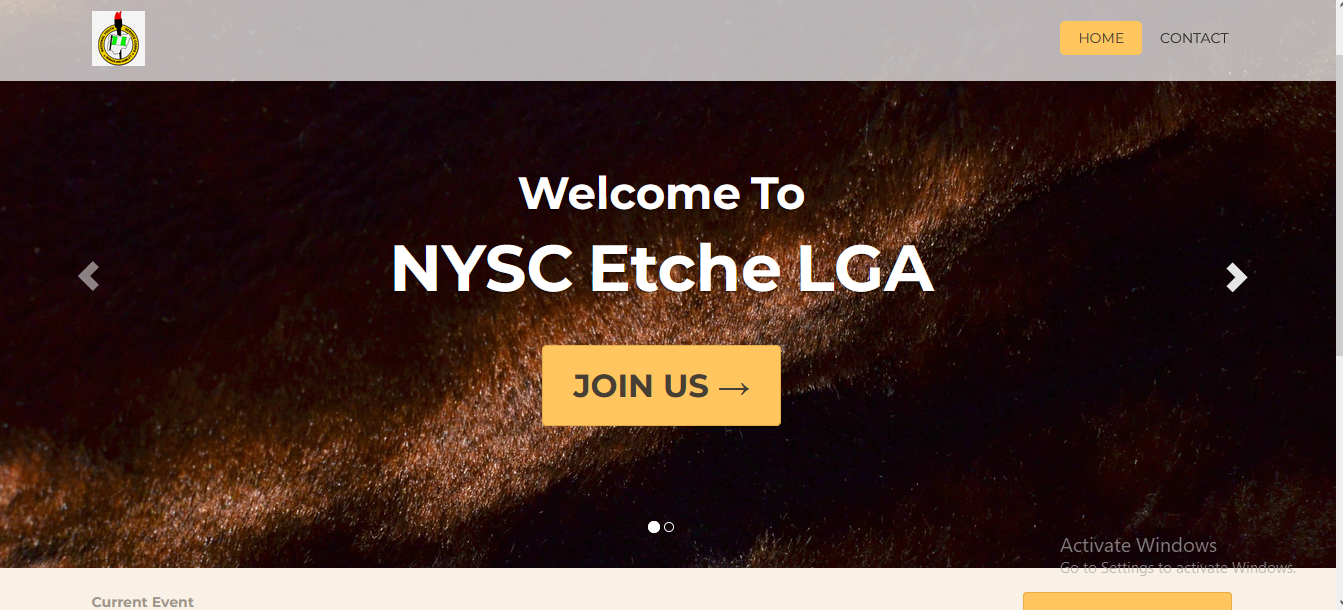 HOME CONTACT
Welcome To
NYSC Etche LGA
JOIN US →
Activate Windows
Go to Settings to activate Windows.
Current Event